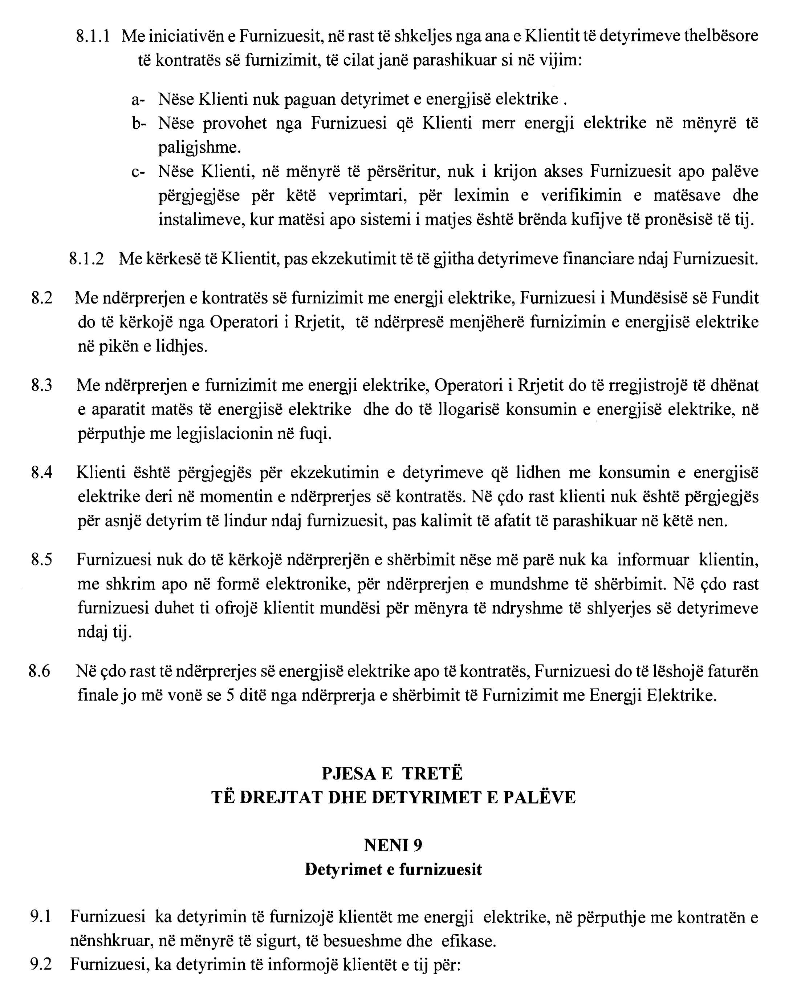 8.1.1 Me iniciativën e Furnizuesit, në rast të shkeljes nga ana e Klientit të detyrimeve thelbësore
të kontratës së furnizimit, të cilat janë parashikuar si në vijim:
a- Nëse Klienti nuk paguan detyrimet e energjisë elektrike .
b- Nëse provohet nga Furnizuesi që Klienti merr energji elektrike në mënyrë të
paligjshme.
c- Nëse Klienti, në mënyrë të përsëritur, nuk i krijon akses Furnizuesit apo palëve
përgjegjëse për këtë veprimtari, për leximin e verifikimin e matësave dhe
instalimeve, kur matësi apo sistemi i matjes është brënda kufijve të pronësisë të tij.
8.1.2 Me kërkesë të Klientit, pas ekzekutimit të të gjitha detyrimeve financiare ndaj Furnizuesit.
8.2 Me ndërprerjen e kontratës së furnizimit me energji elektrike, Furnizuesi i Mundësisë së Fundit
do të kërkojë nga Operatori i Rrjetit, të ndërpresë menjëherë furnizimin e energjisë elektrike
në pikën e lidhjes.
8.3 Me ndërprerjen e furnizimit me energji elektrike, Operatori i Rrjetit do të rregjistrojë të dhënat
e aparatit matës të energjisë elektrike dhe do të llogarisë konsumin e energjisë elektrike, në
përputhje me legjislacionin në fuqi.
8.4 Klienti është përgjegjës për ekzekutimin e detyrimeve që lidhen me konsumin e energjisë
elektrike deri në momentin e ndërprerjes së kontratës. Në çdo rast klienti nuk është përgjegjës
për asnjë detyrim të lindur ndaj furnizuesit, pas kalimit të afatit të parashikuar në këtë nen.
8.5 Furnizuesi nuk do të kërkojë ndërprerjën e shërbimit nëse më parë nuk ka informuar klientin,
me shkrim apo në formë elektronike, për ndërprerjen e mundshme të shërbimit. Në çdo rast
furnizuesi duhet ti ofrojë klientit mundësi për mënyra të ndryshme të shlyerjes së detyrimeve
ndaj tij.
8.6 Në çdo rast të ndërprerjes së energjisë elektrike apo të kontratës, Furnizuesi do të lëshojë faturën
finale jo më vonë se 5 ditë nga ndërprerja e shërbimit të Furnizimit me Energji Elektrike.
PJESA E TRETË
TË DREJTAT DHE DETYRIMET E PALËVE
NENI 9
Detyrimet e furnizuesit
9.1 Furnizuesi ka detyrimin të furnizojë klientët me energji elektrike, në përputhje me kontratën e
nënshkruar, në mënyrë të sigurt, të besueshme dhe efikase.
9.2 Furnizuesi, ka detyrimin të informojë klientët e tij për: